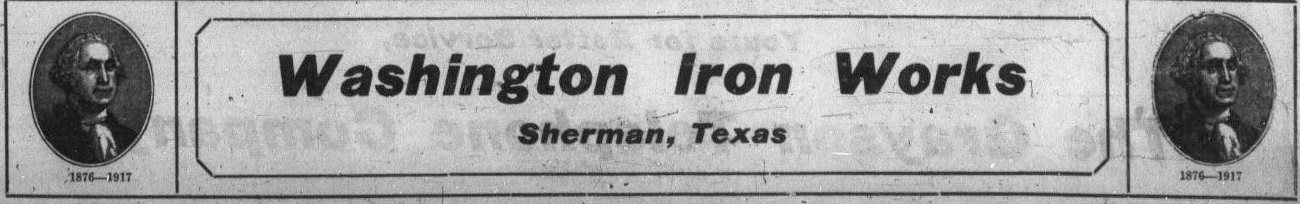 Washington Iron Works
Sherman, Texas
1876—1917
1876—1917